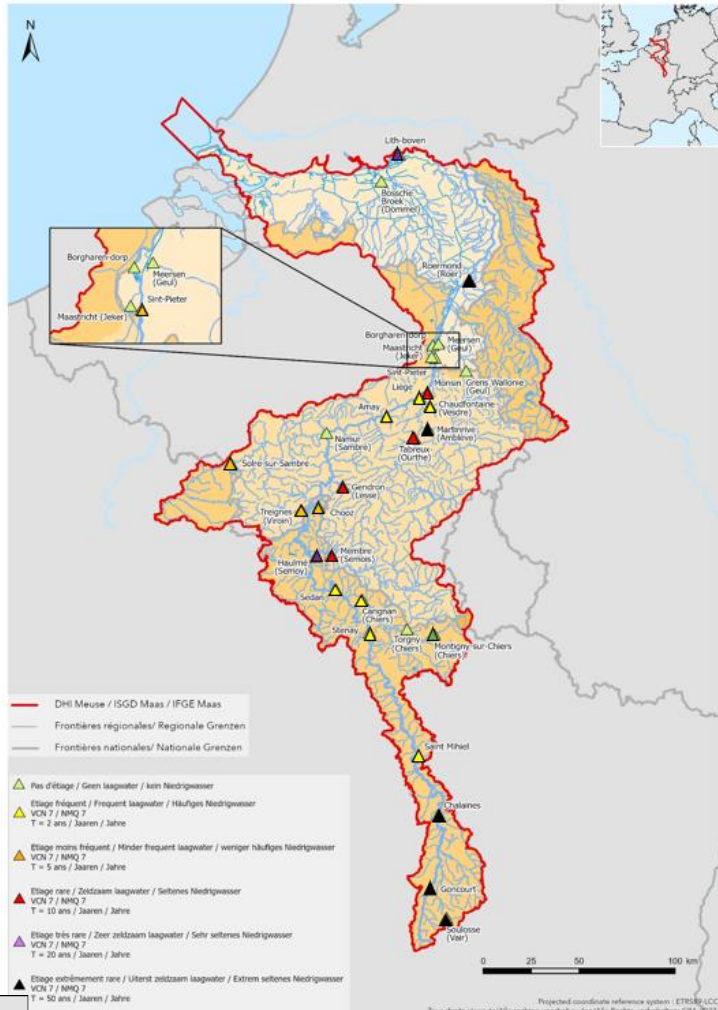 N
Lith-boven
Bossche
Broek
(Dommel)
Roermond
(Roer)
Borgharen-dorp
Meersen
(Geul)
Sint-Pieter
Maastricht (Jeker)
Borgharen-dorp
Maastricht
(Jeker)
Meersen
(Geul)
Sint-Pieter
Grens Wallonie
(Geul)
Monsin
Liège
Chaudfontaine
(Vesdre)
Amay
Martinrive
(Amblève)
Tabreux
(Ourthe)
Namur
(Sambre)
Solre-sur-Sambre
Gendron
(Lesse)
Treignes
(Viroin)
Chooz
Haulmé
(Semoy)
Membre
(Semois)
Sedan
Carignan
(Chiers)
Stenay
Torgny
(Chiers)
Montigny-sur-Chiers
(Chiers)
Saint Mihiel
Chalaines
Goncourt
Soulosse
(Vair)
DHI Meuse / ISGD Maas / IFGE Maas
Frontières régionales/ Regionale Grenzen
Frontières nationales/ Nationale Grenzen
Pas d'étiage / Geen laagwater / kein Niedrigwasser
Etiage fréquent / Frequent laagwater / Häufiges Niedrigwasser
VCN 7 / NMQ 7
T = 2 ans / Jaaren / Jahre
Etiage moins fréquent / Minder frequent laagwater / weniger häufiges Niedrigwasser
VCN 7 / NMQ 7
T = 5 ans / Jaaren / Jahre
Etiage rare / Zeldzaam laagwater / Seltenes Niedrigwasser
VCN 7 / NMQ 7
T = 10 ans / Jaaren / Jahre
Etiage très rare / Zeer zeldzaam laagwater / Sehr seltenes Niedrigwasser
VCN 7 / NMQ 7
T = 20 ans / Jaaren / Jahre
Etiage extrêmement rare / Uiterst zeldzaam laagwater / Extrem seltenes Niedrigwasser
VCN 7 / NMQ 7
T = 50 ans / Jaaren / Jahre
0 50 100 km
Projected coordinate reference system : ETRS89-LCC